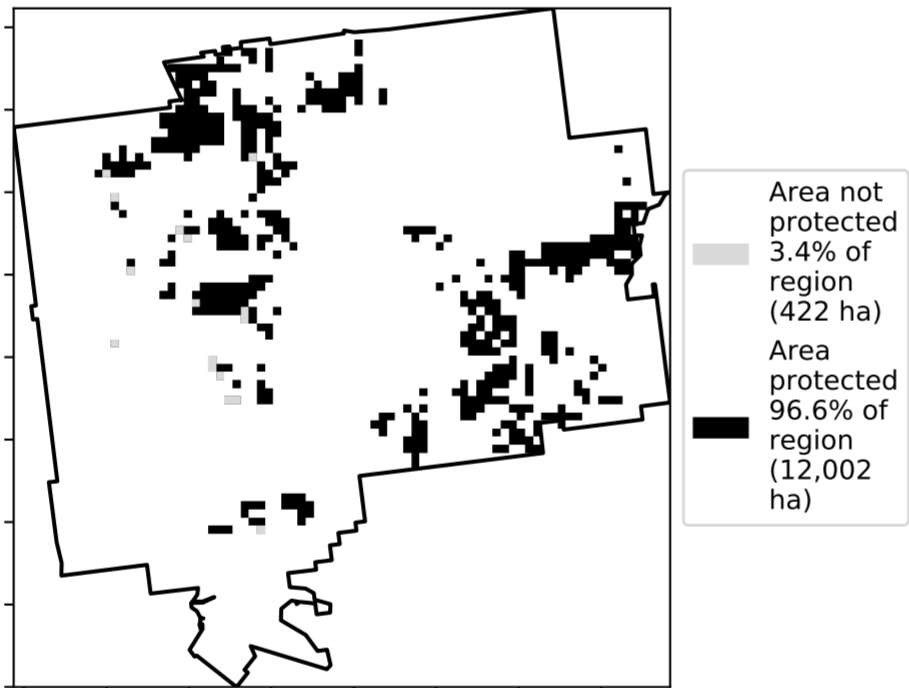 Area not
protected
3.4% of
region
(422 ha)
Area
protected
96.6% of
region
(12,002
ha)